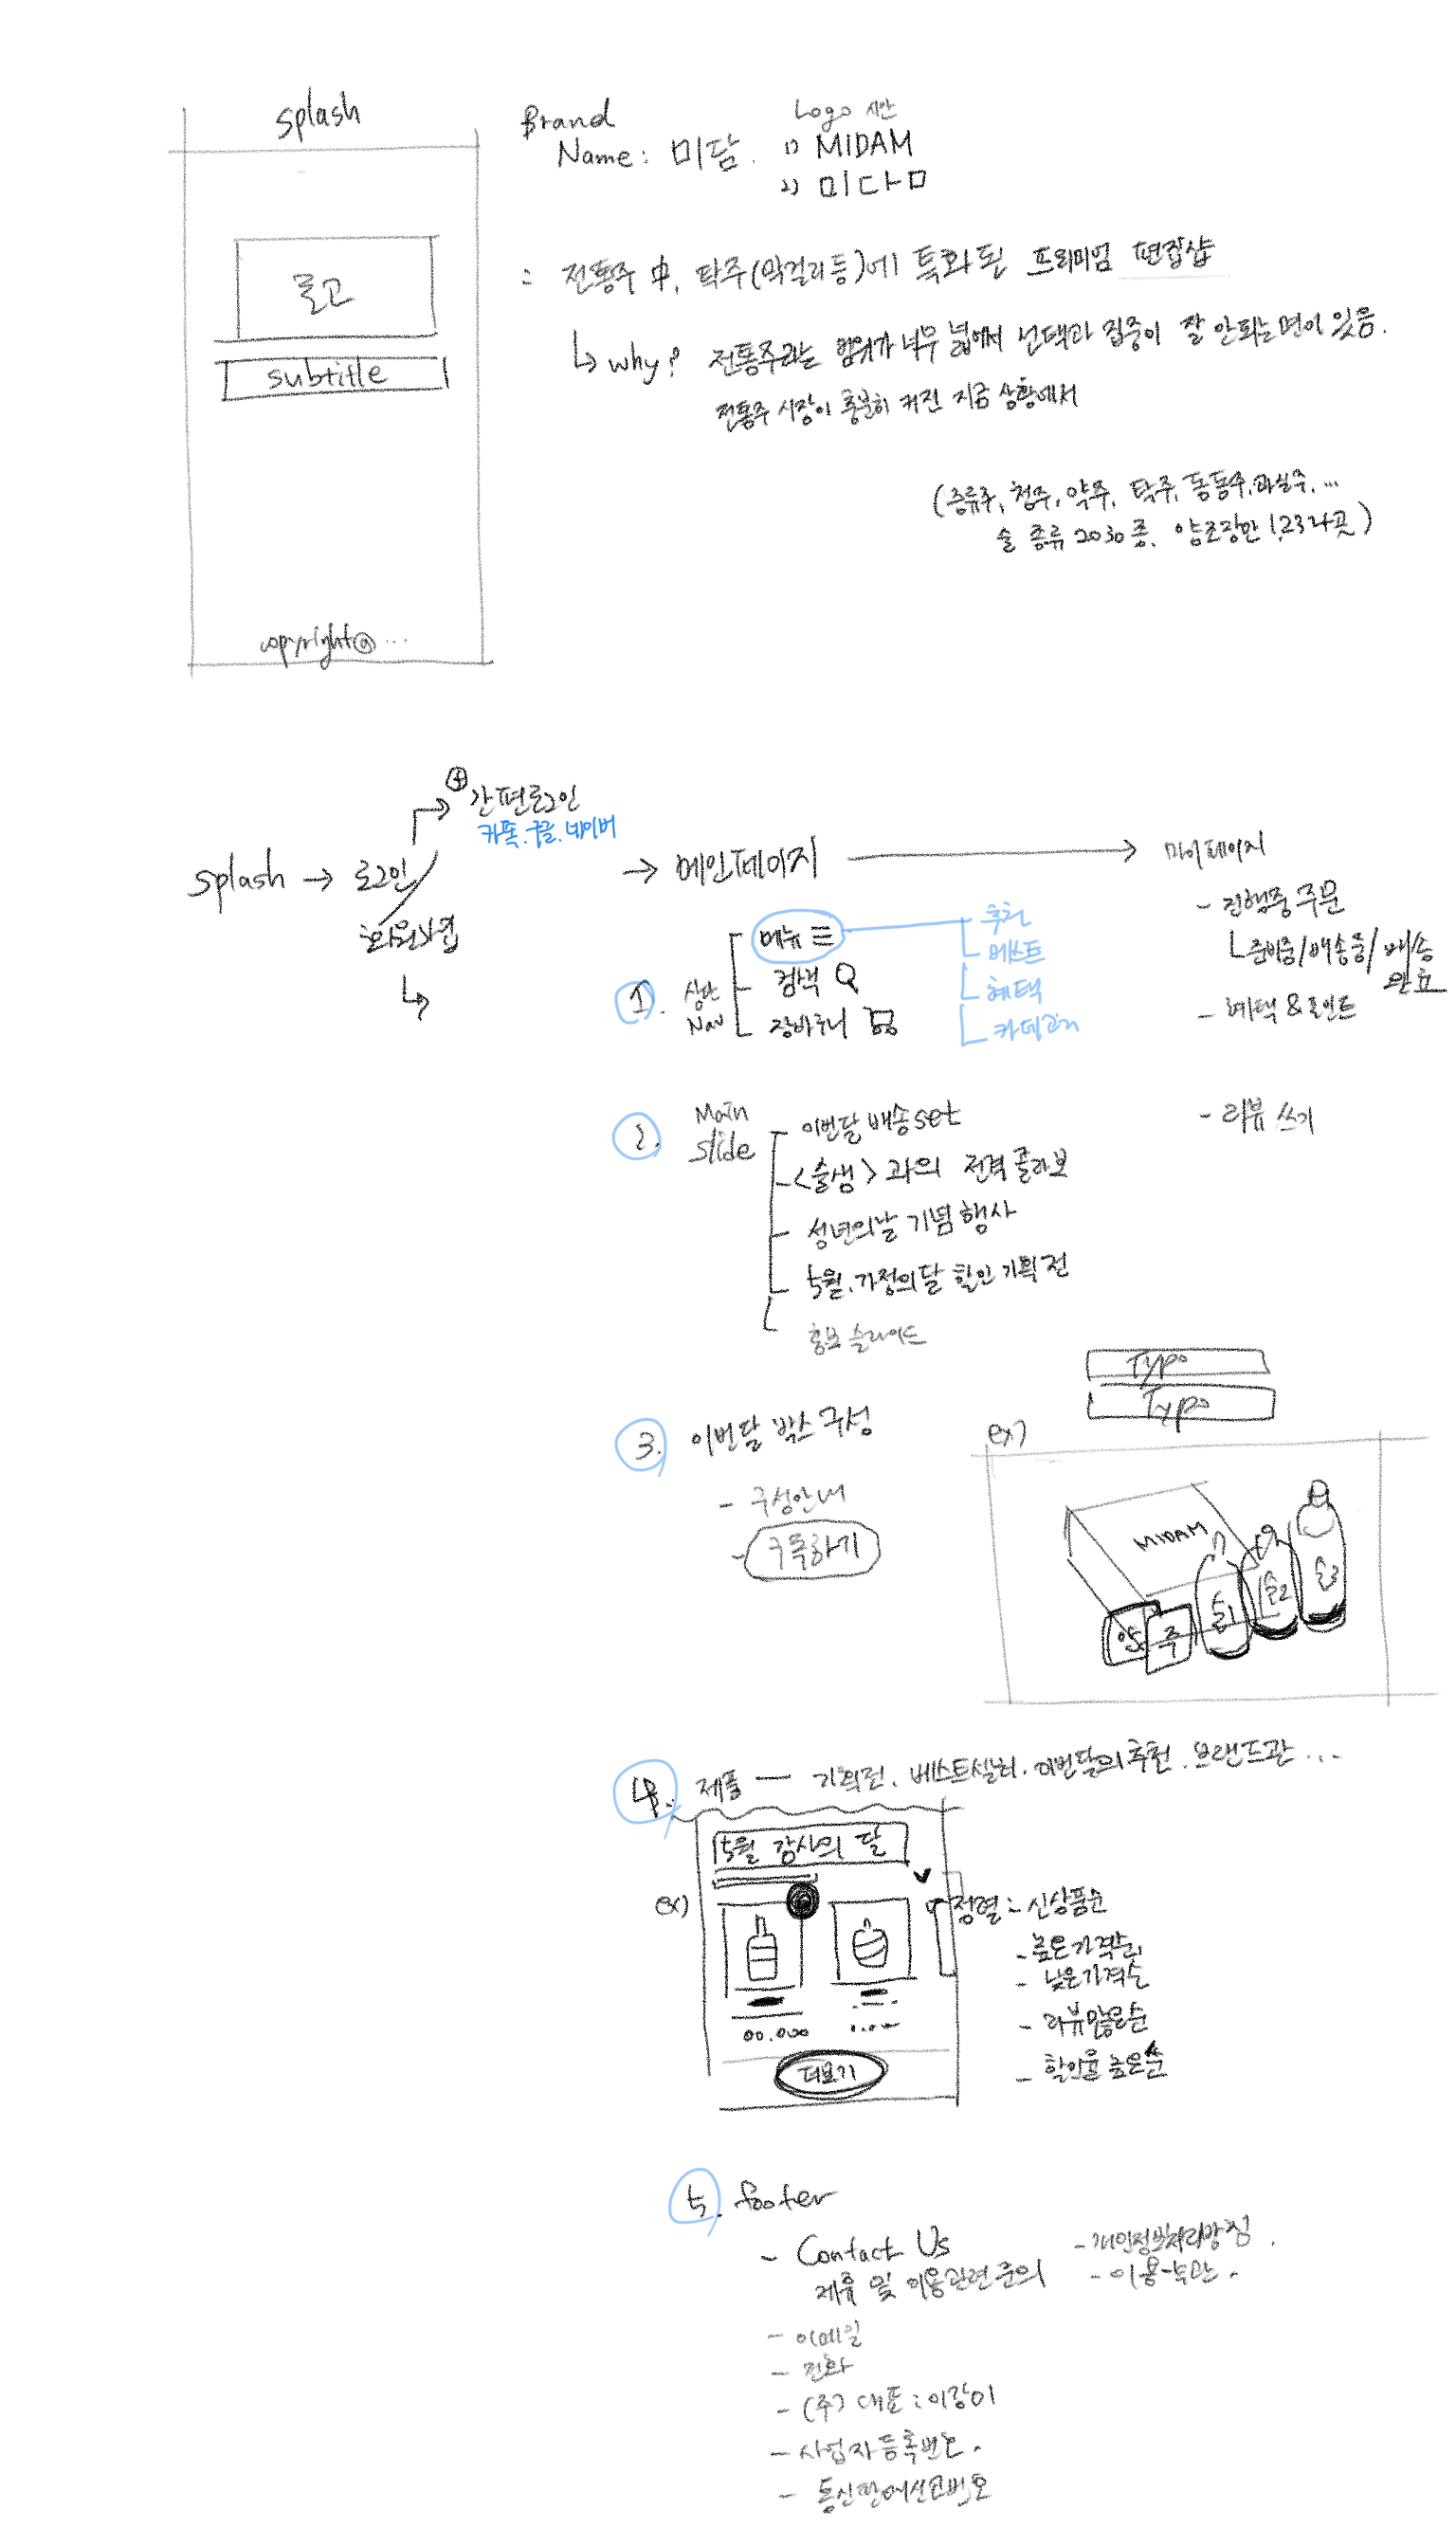 splash
로고
subtitle
copyright@ ...
Brand
Name: 미담.
Logo 시안
1) MIDAM
2) 미다ㅁ
: 전통주 中, 탁주(막걸리 등)에 특화된 프리미엄 편집샵
↳ why? 전통주라는 범위가 너무 넓어서 선택과 집중이 잘 안되는 면이 있음.
전통주 시장이 충분히 커진 지금 상황에서
(증류주, 청주, 약주, 탁주, 동동주, 과실주, ...
술 종류 2030종. 양조장만 1,232곳)
splash → 로그인
회원가입
+ 간편로그인
카톡.구글.네이버
→ 메인페이지
→ 마이페이지
- 진행중 주문
준비중/배송중/배송
완료
- 혜택 & 포인트
- 리뷰 쓰기
1. 상단
Nav
메뉴
검색
장바구니
추천
베스트
혜택
카테고리
2. Main
slide
이번달 배송 set
<술생>과의 전격 콜라보
성년의날 기념 행사
5월.가정의달 할인 기획전
홍보 슬라이드
3. 이번달 박스 구성
- 구성안내
- 구독하기
Typo
Typo
ex)
MIDAM
안
주
술1
술2
술3
4. 제품 — 기획전. 베스트셀러. 이번달의 추천. 브랜드관 ...
ex)
5월 감사의 달
00.000
더보기
정렬 - 신상품순
- 높은가격순
- 낮은가격순
- 리뷰많은순
- 할인율 높은순
5. footer
- Contact Us
제휴 및 이용관련 문의
- 개인정보처리방침.
- 이용약관.
- 이메일
- 전화
- (주) 대표 : 이랑이
- 사업자등록번호.
- 통신판매신고번호